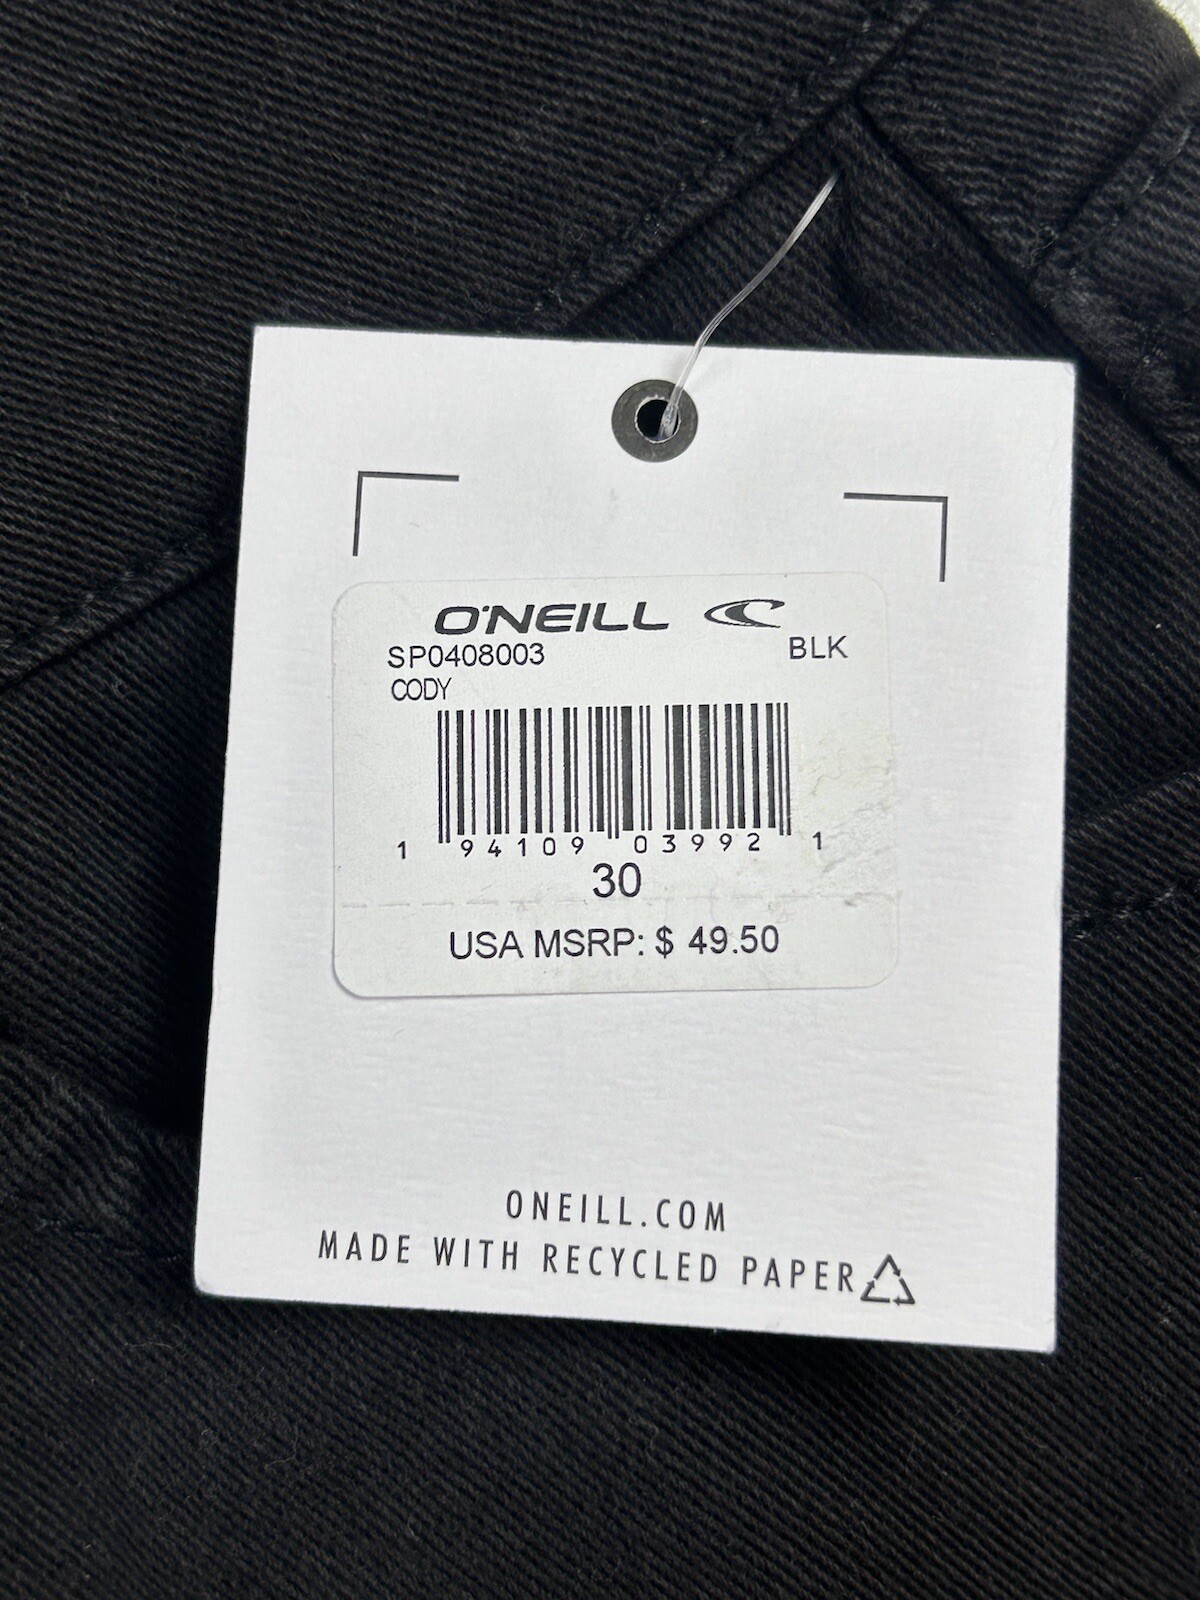 O'NEILL
SP0408003 BLK
CODY
1 94109 03992 1
30
USA MSRP: $ 49.50
ONEILL.COM
MADE WITH RECYCLED PAPER